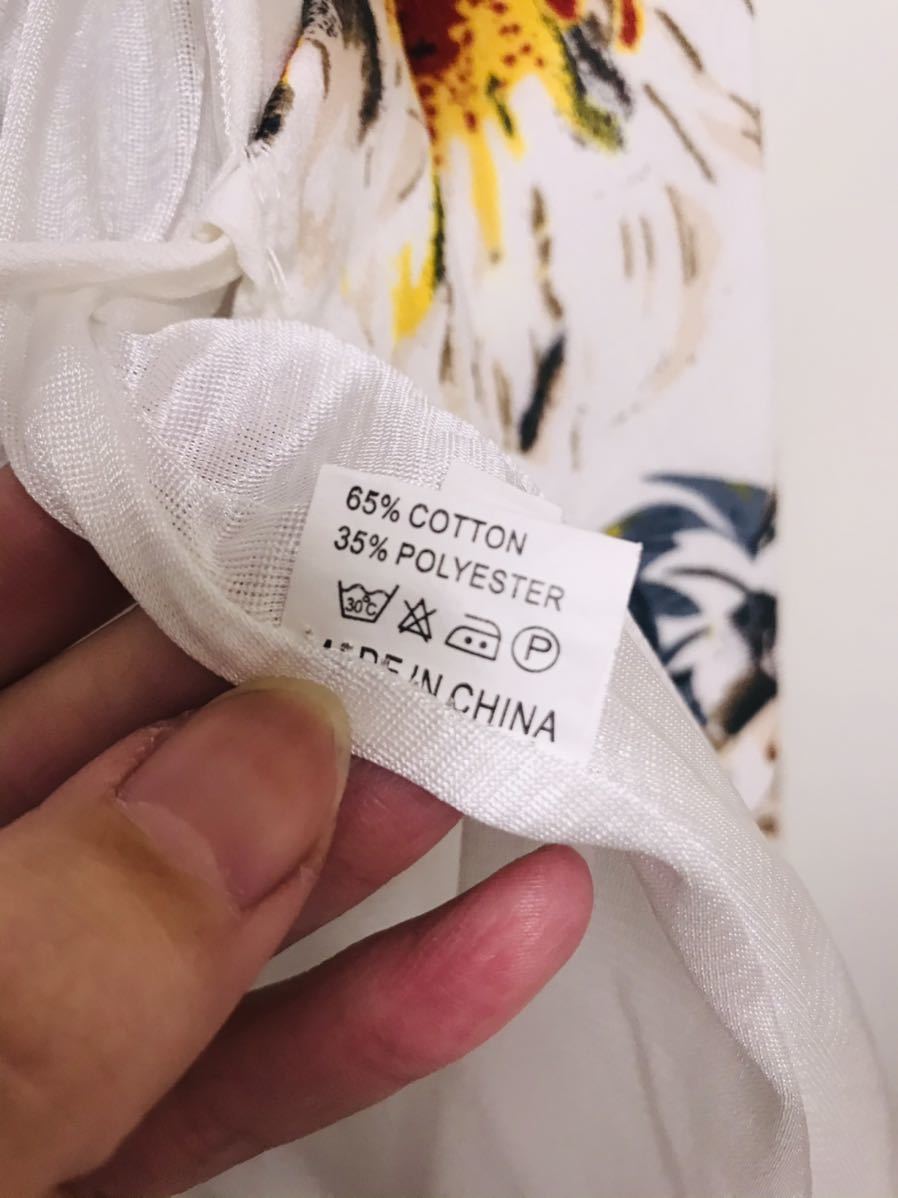 65% COTTON
35% POLYESTER
30°C P
MADE IN CHINA